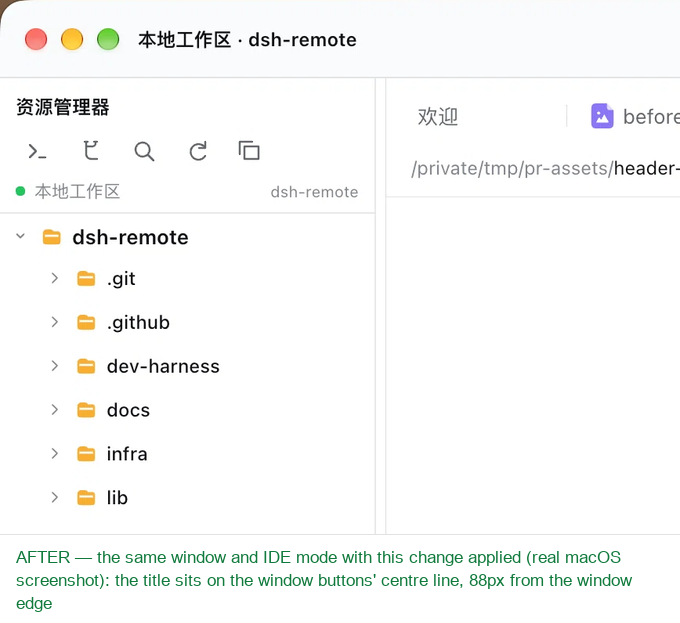 本地工作区 · dsh-remote
资源管理器
本地工作区 dsh-remote
dsh-remote
.git
.github
dev-harness
docs
infra
lib
欢迎 before
/private/tmp/pr-assets/header-
AFTER — the same window and IDE mode with this change applied (real macOS
screenshot): the title sits on the window buttons' centre line, 88px from the window
edge